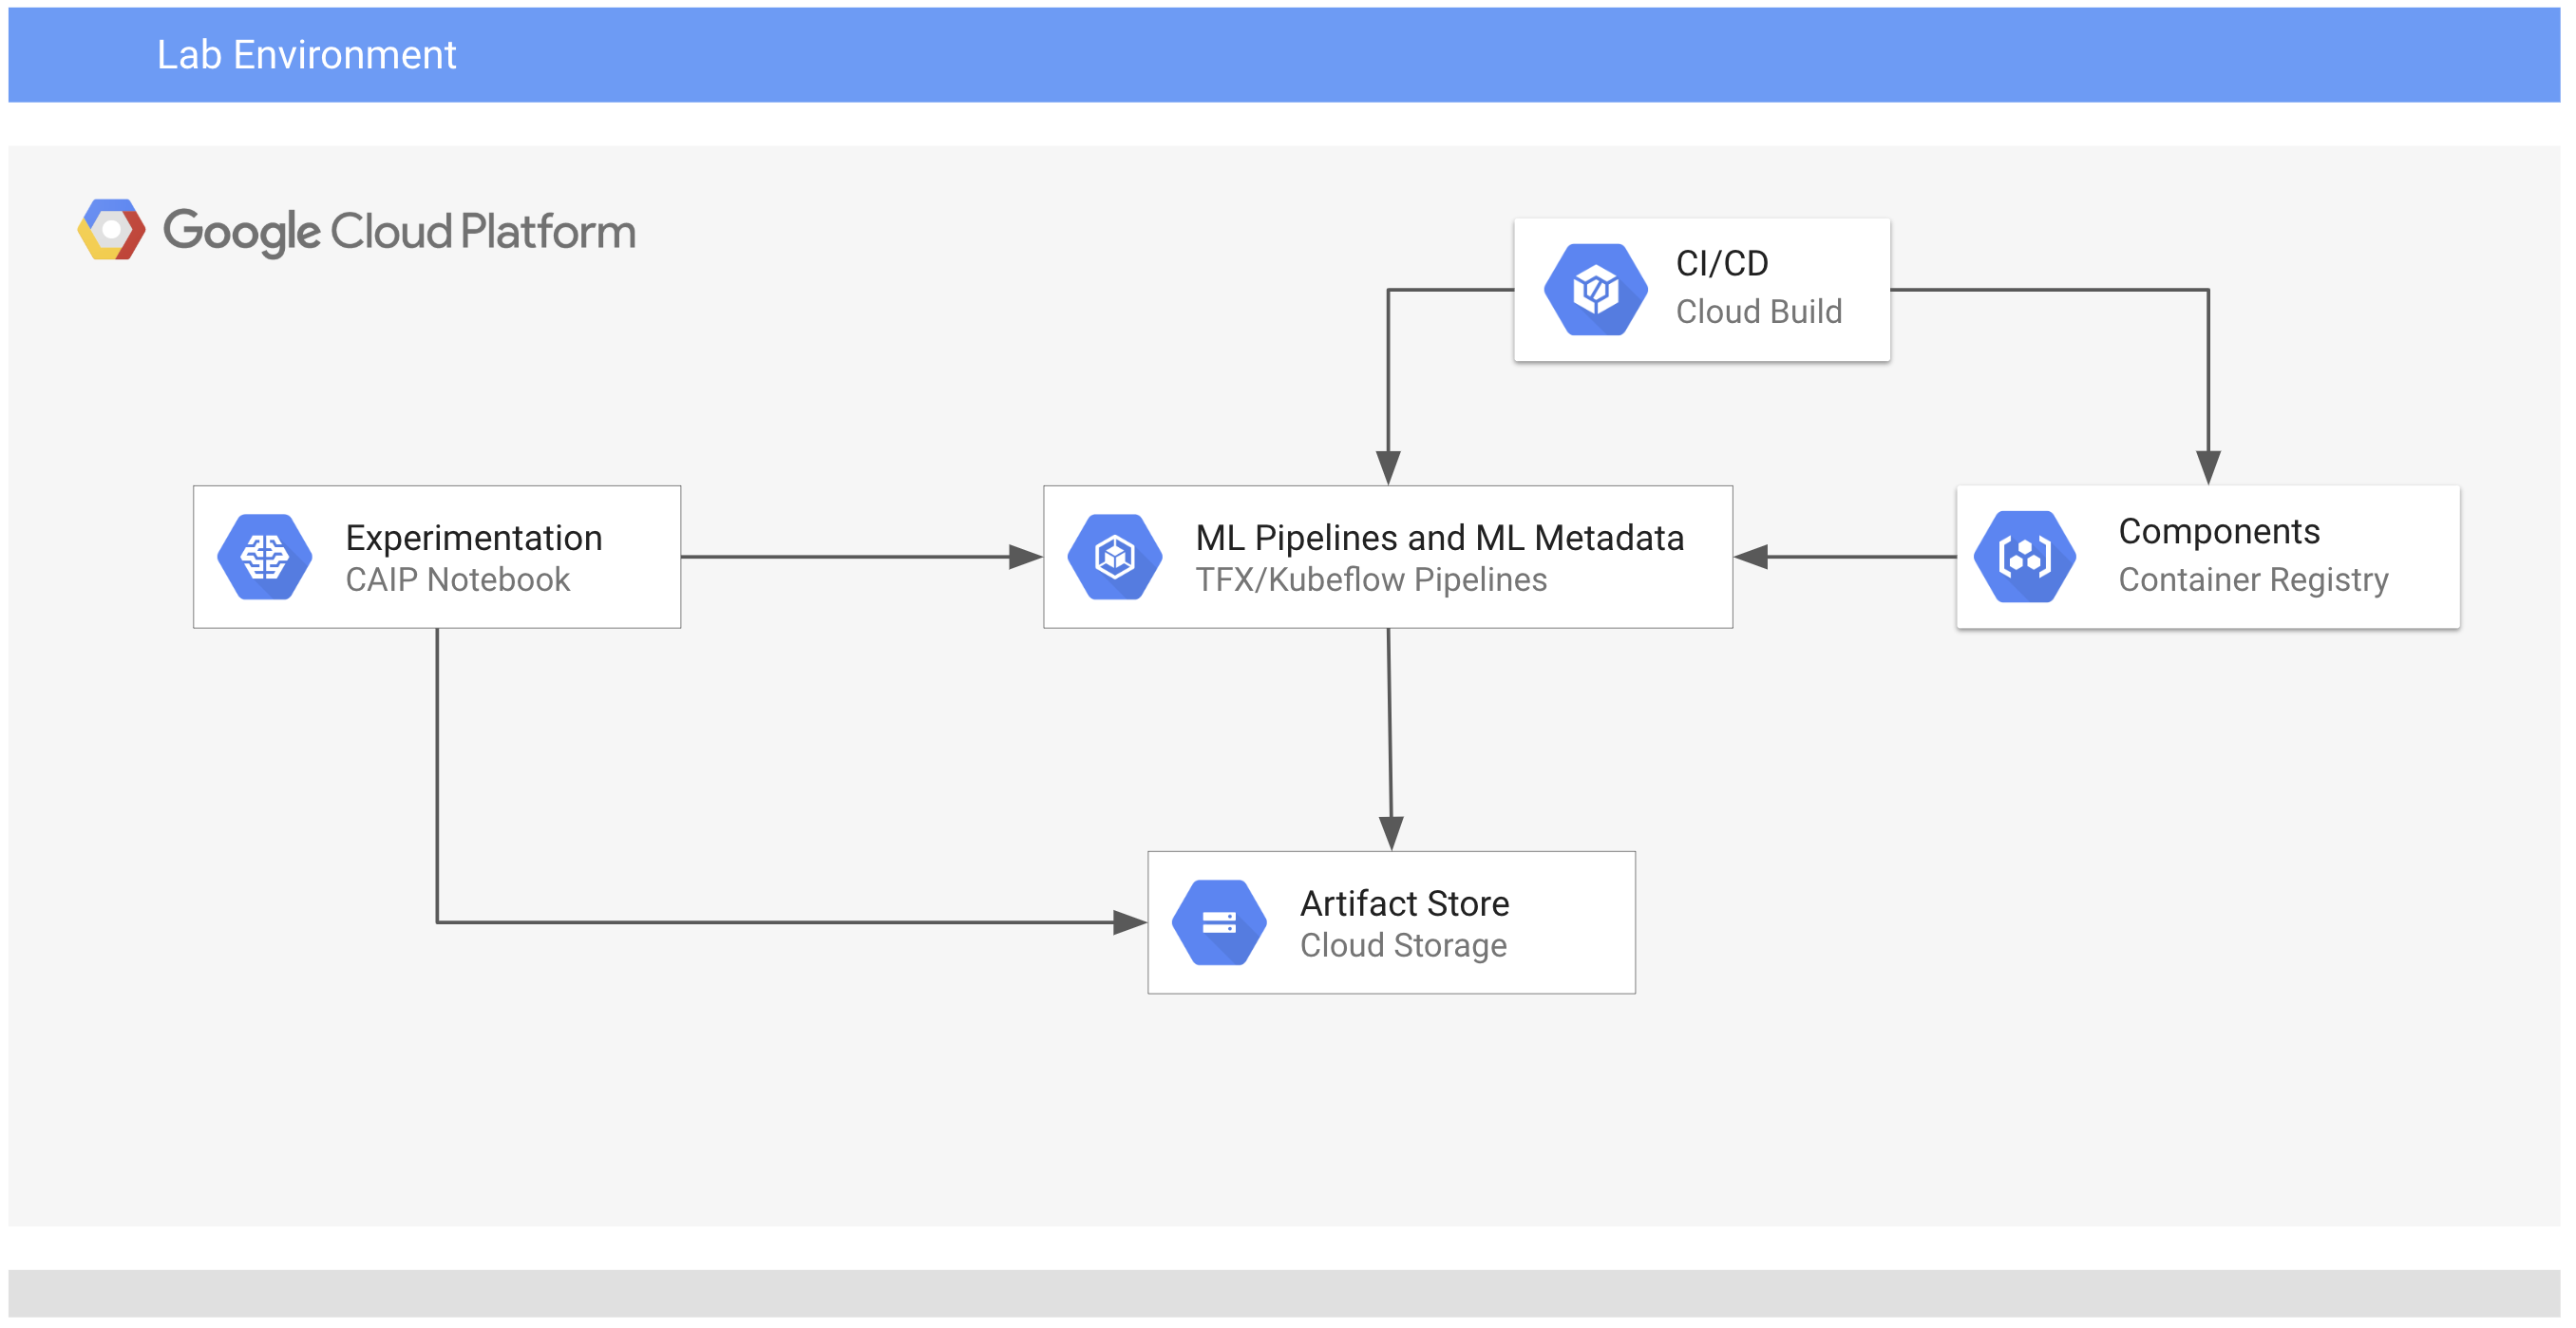 Lab Environment
Google Cloud Platform
CI/CD
Cloud Build
Experimentation
CAIP Notebook
ML Pipelines and ML Metadata
TFX/Kubeflow Pipelines
Components
Container Registry
Artifact Store
Cloud Storage